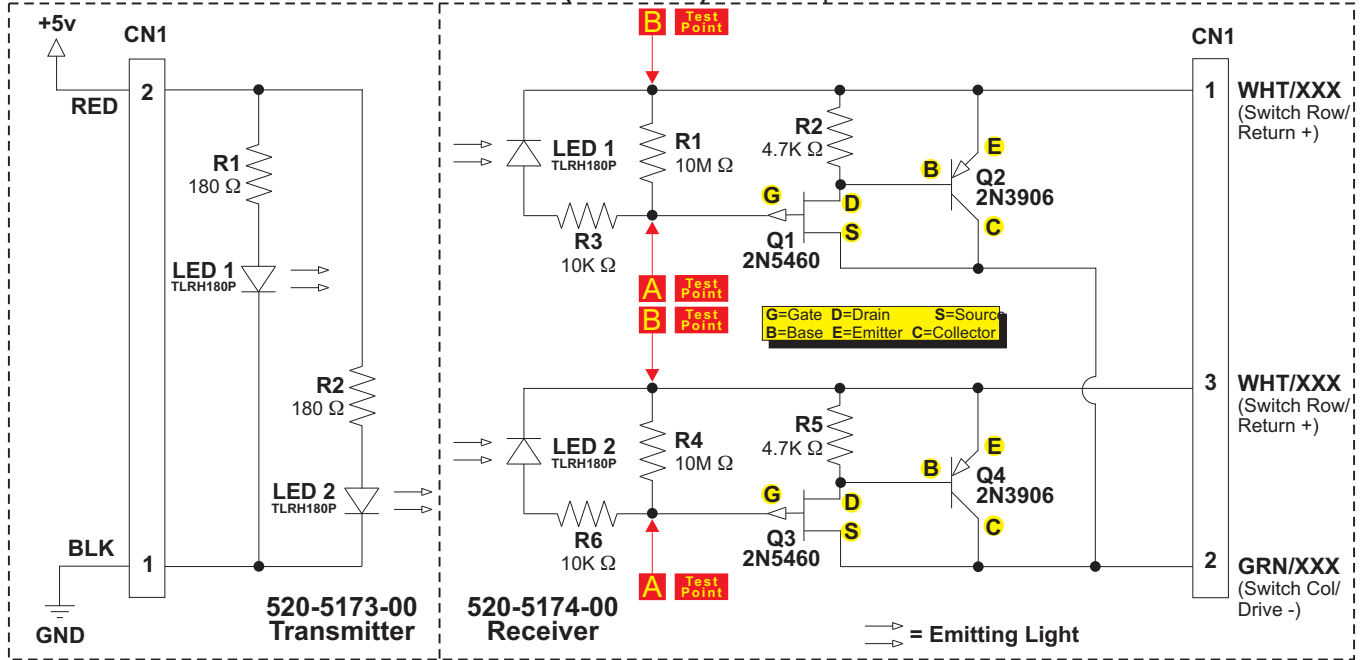 +5v
CN1
2
RED
R1
180 Ω
LED 1
TLRH180P
R2
180 Ω
LED 2
TLRH180P
BLK
1
GND
520-5173-00
Transmitter
B Test Point
LED 1
TLRH180P
R1
10M Ω
R3
10K Ω
A Test Point
R2
4.7K Ω
G
D
S
Q1
2N5460
B
E
C
Q2
2N3906
G=Gate D=Drain S=Source
B=Base E=Emitter C=Collector
B Test Point
LED 2
TLRH180P
R4
10M Ω
R6
10K Ω
A Test Point
R5
4.7K Ω
G
D
S
Q3
2N5460
B
E
C
Q4
2N3906
CN1
1
WHT/XXX
(Switch Row/
Return +)
3
WHT/XXX
(Switch Row/
Return +)
2
GRN/XXX
(Switch Col/
Drive -)
520-5174-00
Receiver
= Emitting Light